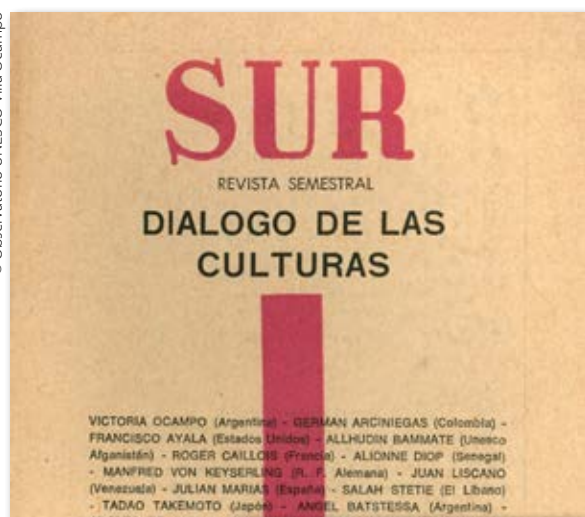 SUR
REVISTA SEMESTRAL
DIALOGO DE LAS
CULTURAS
VICTORIA OCAMPO (Argentina) - GERMAN ARCINIEGAS (Colombia) -
FRANCISCO AYALA (Estados Unidos) - ALLHUDIN BAMMATE (Unesco
Afganistán) - ROGER CAILLOIS (Francia) - ALIONNE DIOP (Senegal)
- MANFRED VON KEYSERLING (R. F. Alemana) - JUAN LISCANO
(Venezuela) - JULIAN MARIAS (España) - SALAH STETIE (El Líbano)
- TADAO TAKEMOTO (Japón) - ANGEL BATSTESSA (Argentina) -